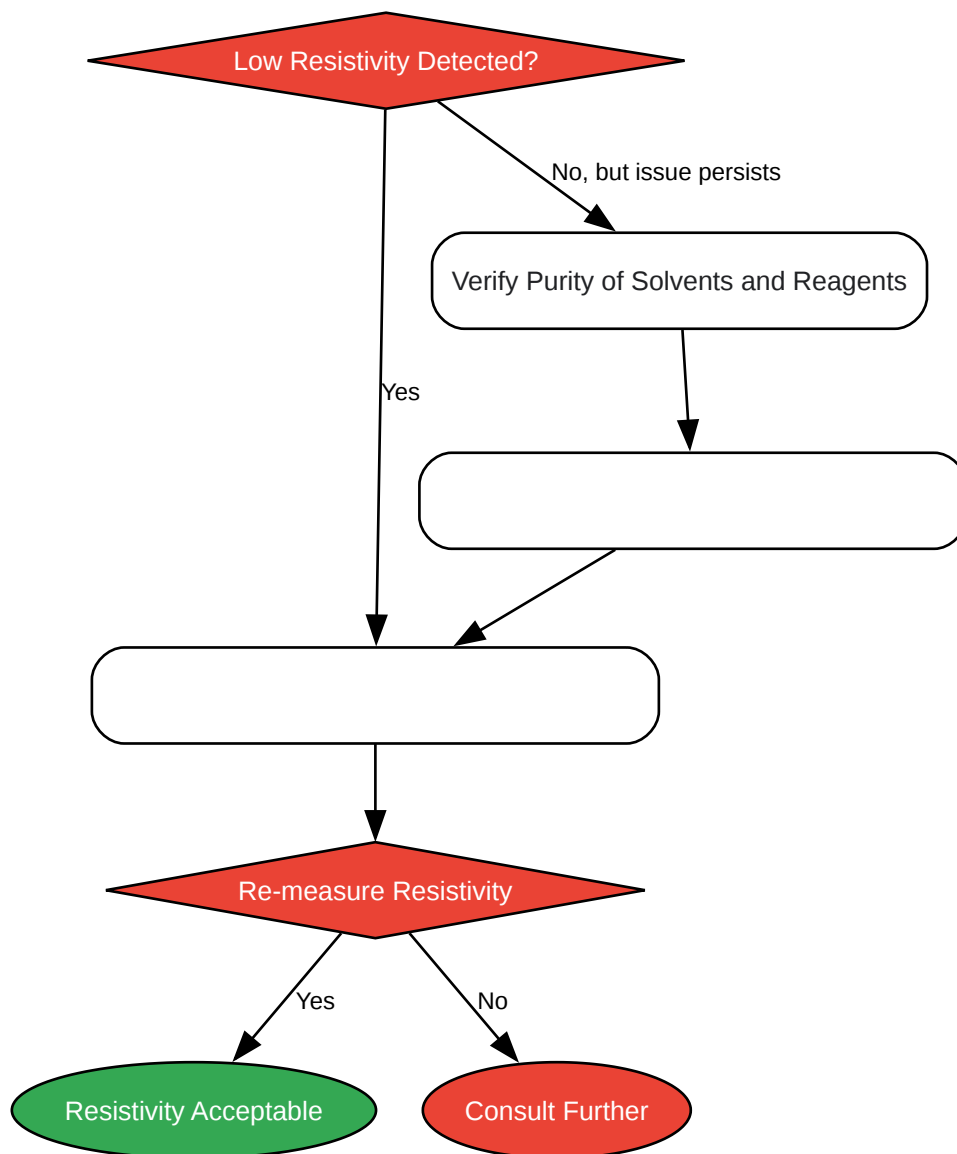 Low Resistivity Detected?
No, but issue persists
Verify Purity of Solvents and Reagents
Yes
Re-measure Resistivity
Yes
No
Resistivity Acceptable
Consult Further